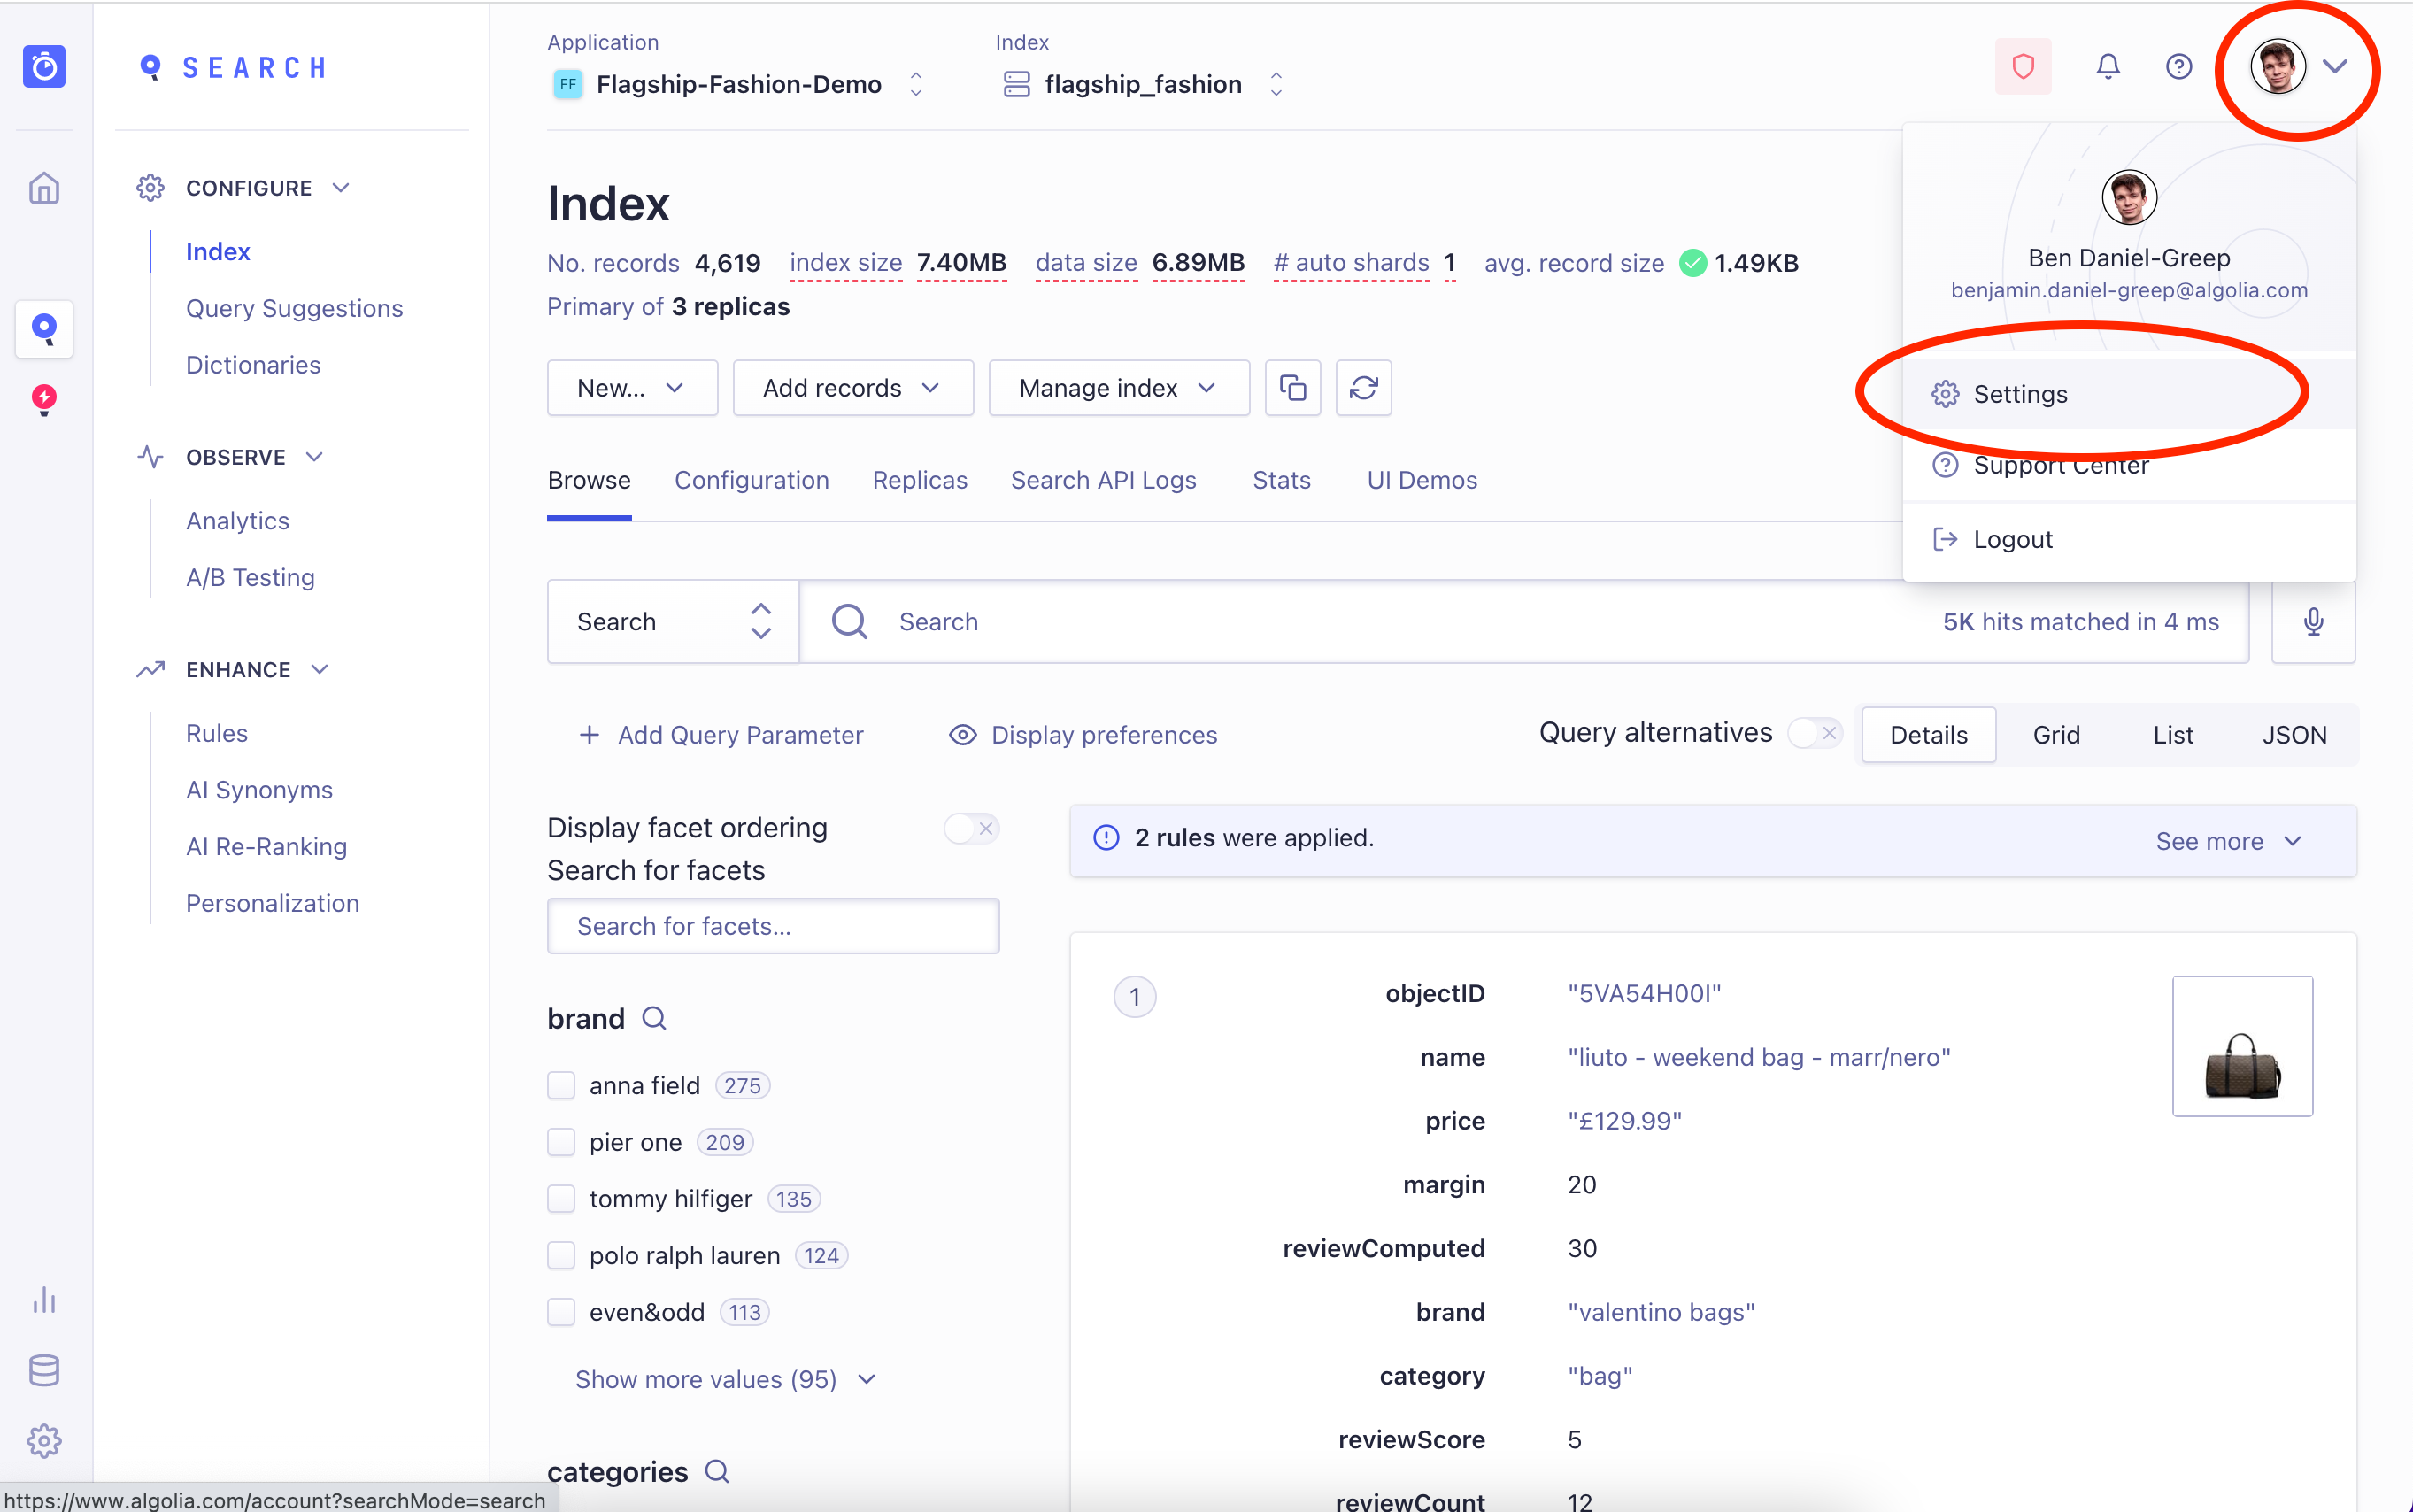 SEARCH
CONFIGURE
Index
Query Suggestions
Dictionaries
OBSERVE
Analytics
A/B Testing
ENHANCE
Rules
AI Synonyms
AI Re-Ranking
Personalization
Application
Index
FF Flagship-Fashion-Demo
flagship_fashion
Index
No. records 4,619 index size 7.40MB data size 6.89MB # auto shards 1 avg. record size 1.49KB
Primary of 3 replicas
New... Add records Manage index
Browse Configuration Replicas Search API Logs Stats UI Demos
Ben Daniel-Greep
benjamin.daniel-greep@algolia.com
Settings
Support Center
Logout
Search Search 5K hits matched in 4 ms
Add Query Parameter Display preferences Query alternatives Details Grid List JSON
Display facet ordering
Search for facets
Search for facets...
brand
anna field 275
pier one 209
tommy hilfiger 135
polo ralph lauren 124
even&odd 113
Show more values (95)
categories
2 rules were applied. See more
1
objectID "5VA54H00I"
name "liuto - weekend bag - marr/nero"
price "£129.99"
margin 20
reviewComputed 30
brand "valentino bags"
category "bag"
reviewScore 5
reviewCount 12
https://www.algolia.com/account?searchMode=search